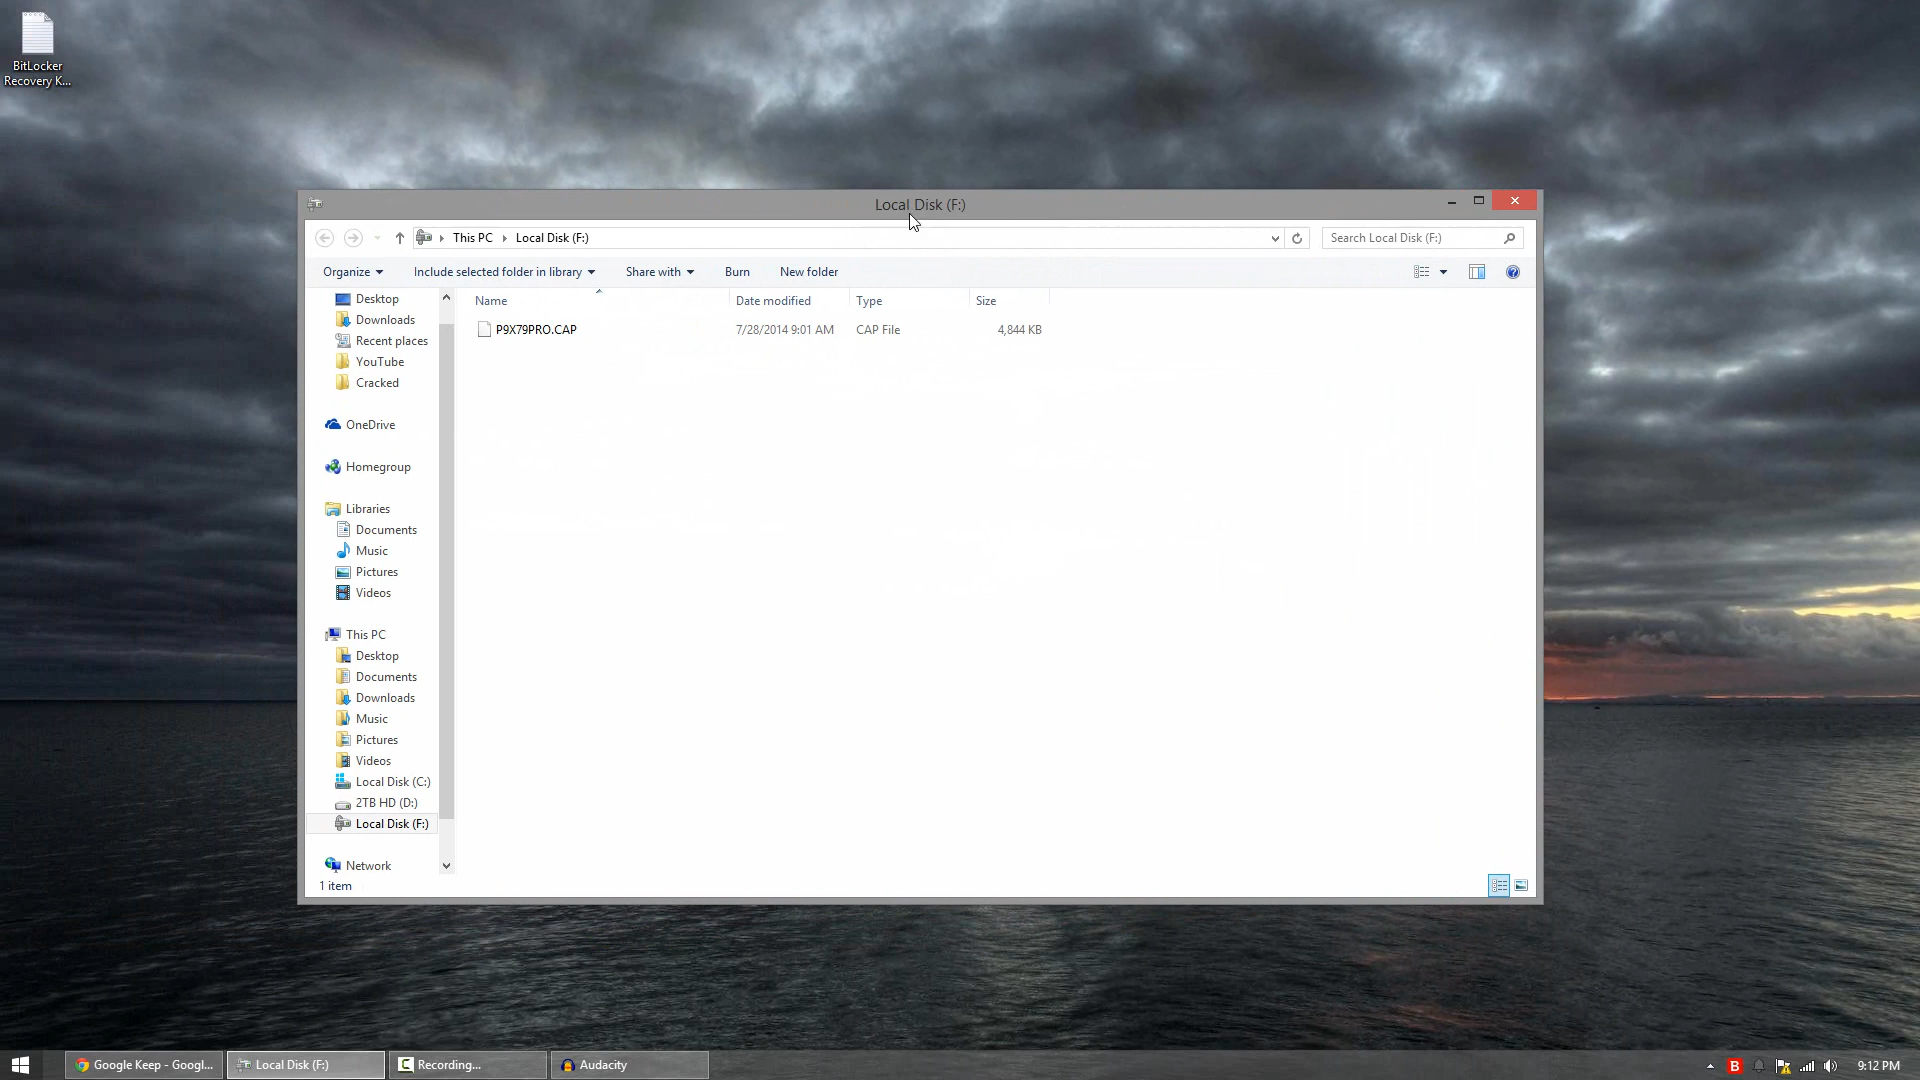 BitLocker
Recovery K...
Local Disk (F:)
This PC
Local Disk (F:)
Search Local Disk (F:)
Organize
Include selected folder in library
Share with
Burn
New folder
Name
Date modified
Type
Size
P9X79PRO.CAP
7/28/2014 9:01 AM
CAP File
4,844 KB
Desktop
Downloads
Recent places
YouTube
Cracked
OneDrive
Homegroup
Libraries
Documents
Music
Pictures
Videos
This PC
Desktop
Documents
Downloads
Music
Pictures
Videos
Local Disk (C:)
2TB HD (D:)
Local Disk (F:)
Network
1 item
Google Keep - Googl...
Local Disk (F:)
Recording...
Audacity
B
9:12 PM